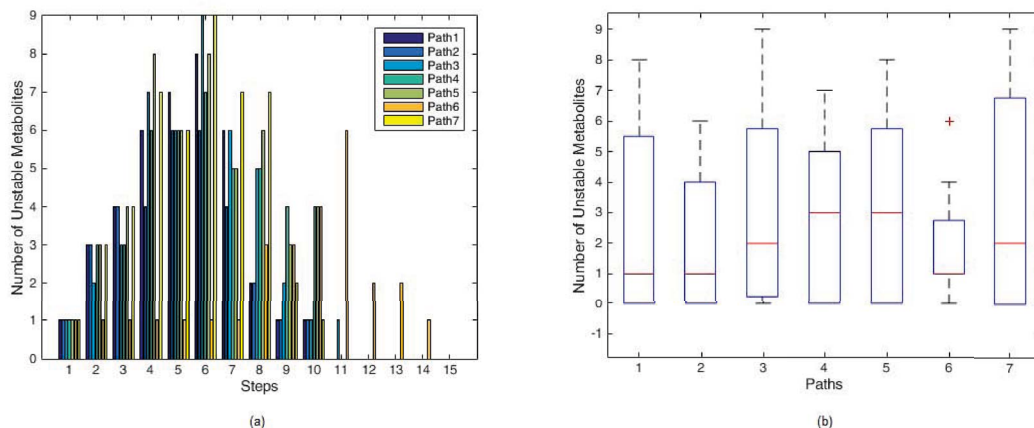 9
8
7
6
5
4
3
2
1
0
Number of Unstable Metabolites
Path1
Path2
Path3
Path4
Path5
Path6
Path7
1 2 3 4 5 6 7 8 9 10 11 12 13 14 15
Steps
(a)
9
8
7
6
5
4
3
2
1
0
-1
Number of Unstable Metabolites
1 2 3 4 5 6 7
Paths
(b)